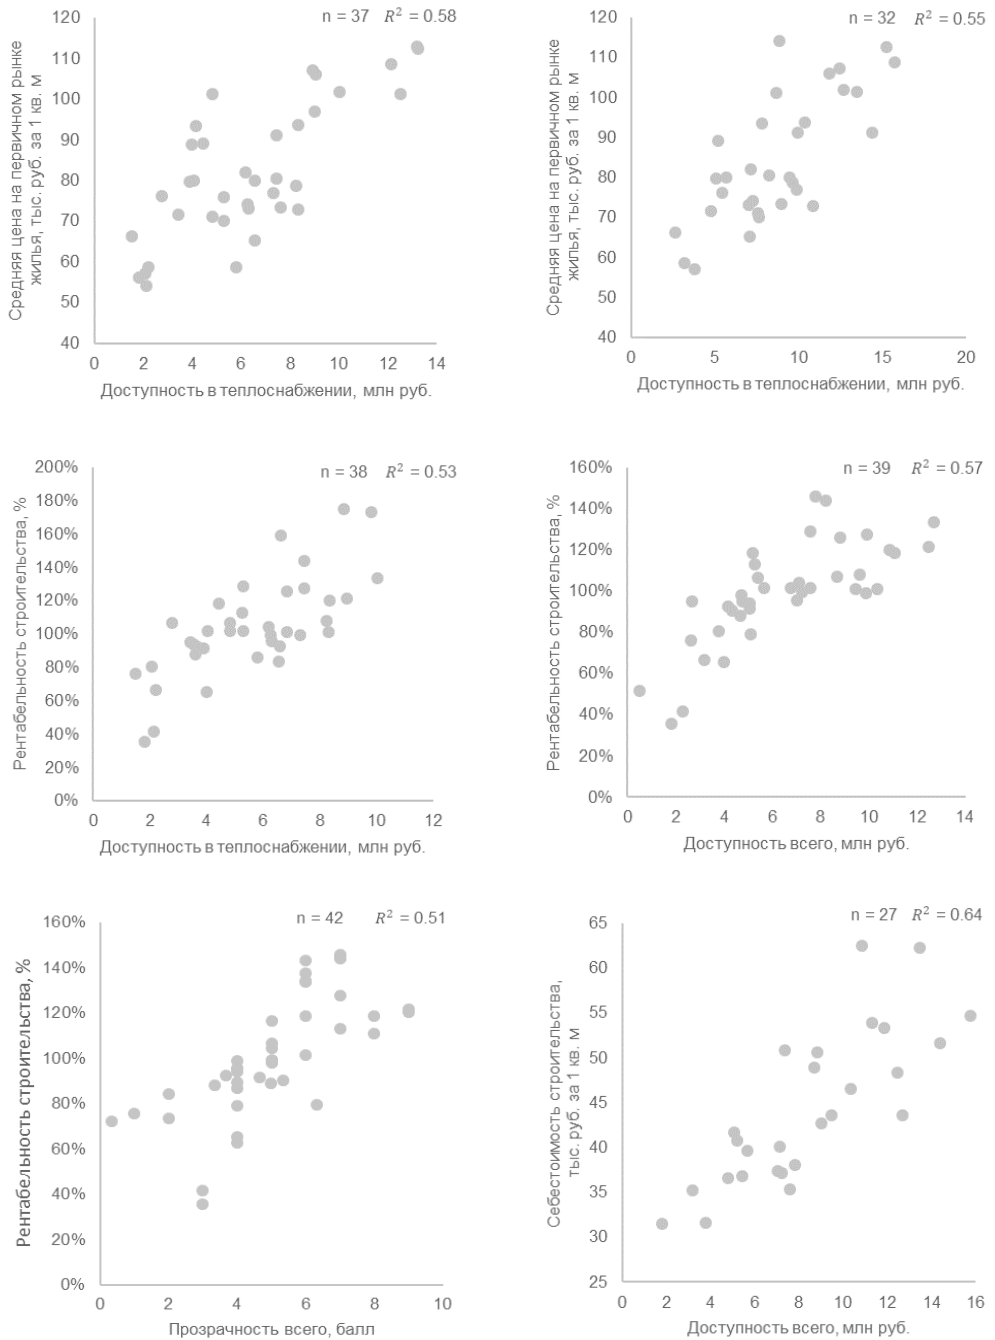 n = 37 R² = 0.58
Средняя цена на первичном рынке
жилья, тыс. руб. за 1 кв. м
120
110
100
90
80
70
60
50
40
0 2 4 6 8 10 12 14
Доступность в теплоснабжении, млн руб.
n = 32 R² = 0.55
Средняя цена на первичном рынке
жилья, тыс. руб. за 1 кв. м
120
110
100
90
80
70
60
50
40
0 5 10 15 20
Доступность в теплоснабжении, млн руб.
n = 38 R² = 0.53
Рентабельность строительства, %
200%
180%
160%
140%
120%
100%
80%
60%
40%
20%
0%
0 2 4 6 8 10 12
Доступность в теплоснабжении, млн руб.
n = 39 R² = 0.57
Рентабельность строительства, %
160%
140%
120%
100%
80%
60%
40%
20%
0%
0 2 4 6 8 10 12 14
Доступность всего, млн руб.
n = 42 R² = 0.51
Рентабельность строительства, %
160%
140%
120%
100%
80%
60%
40%
20%
0%
0 2 4 6 8 10
Прозрачность всего, балл
n = 27 R² = 0.64
Себестоимость строительства,
тыс. руб. за 1 кв. м
65
60
55
50
45
40
35
30
25
0 2 4 6 8 10 12 14 16
Доступность всего, млн руб.